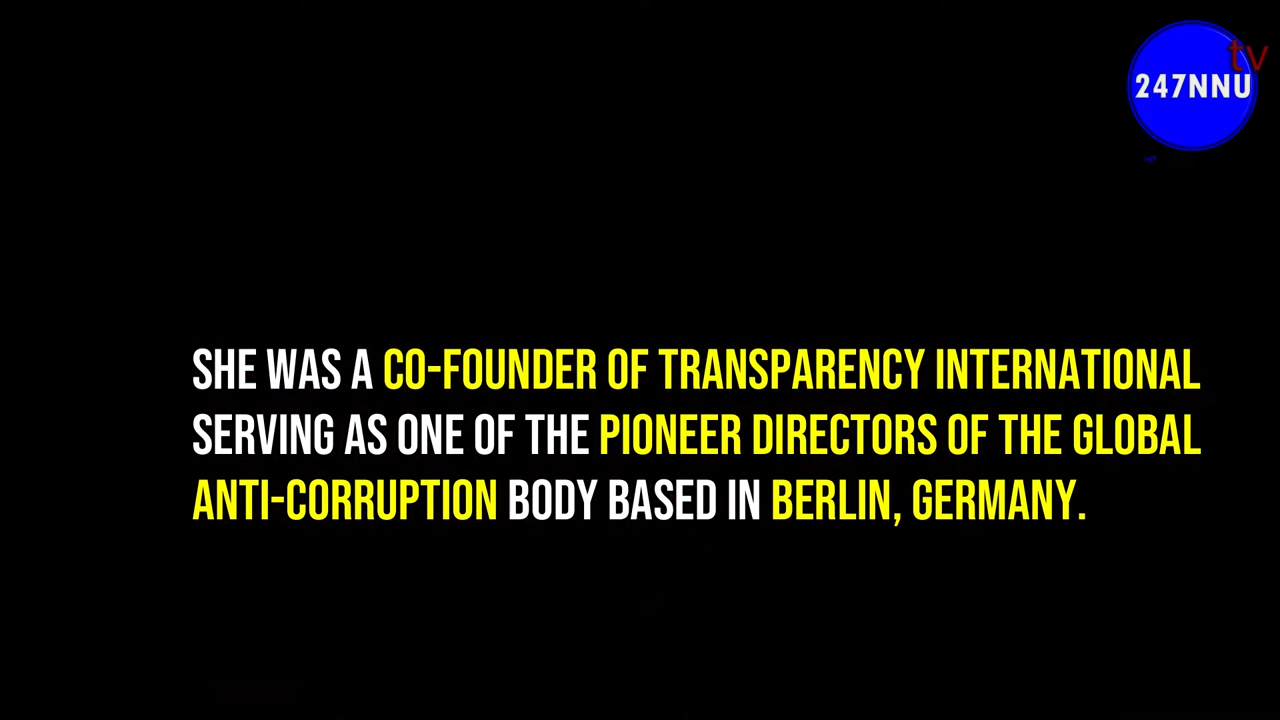 tv
247NNU
SHE WAS A CO-FOUNDER OF TRANSPARENCY INTERNATIONAL
SERVING AS ONE OF THE PIONEER DIRECTORS OF THE GLOBAL
ANTI-CORRUPTION BODY BASED IN BERLIN, GERMANY.